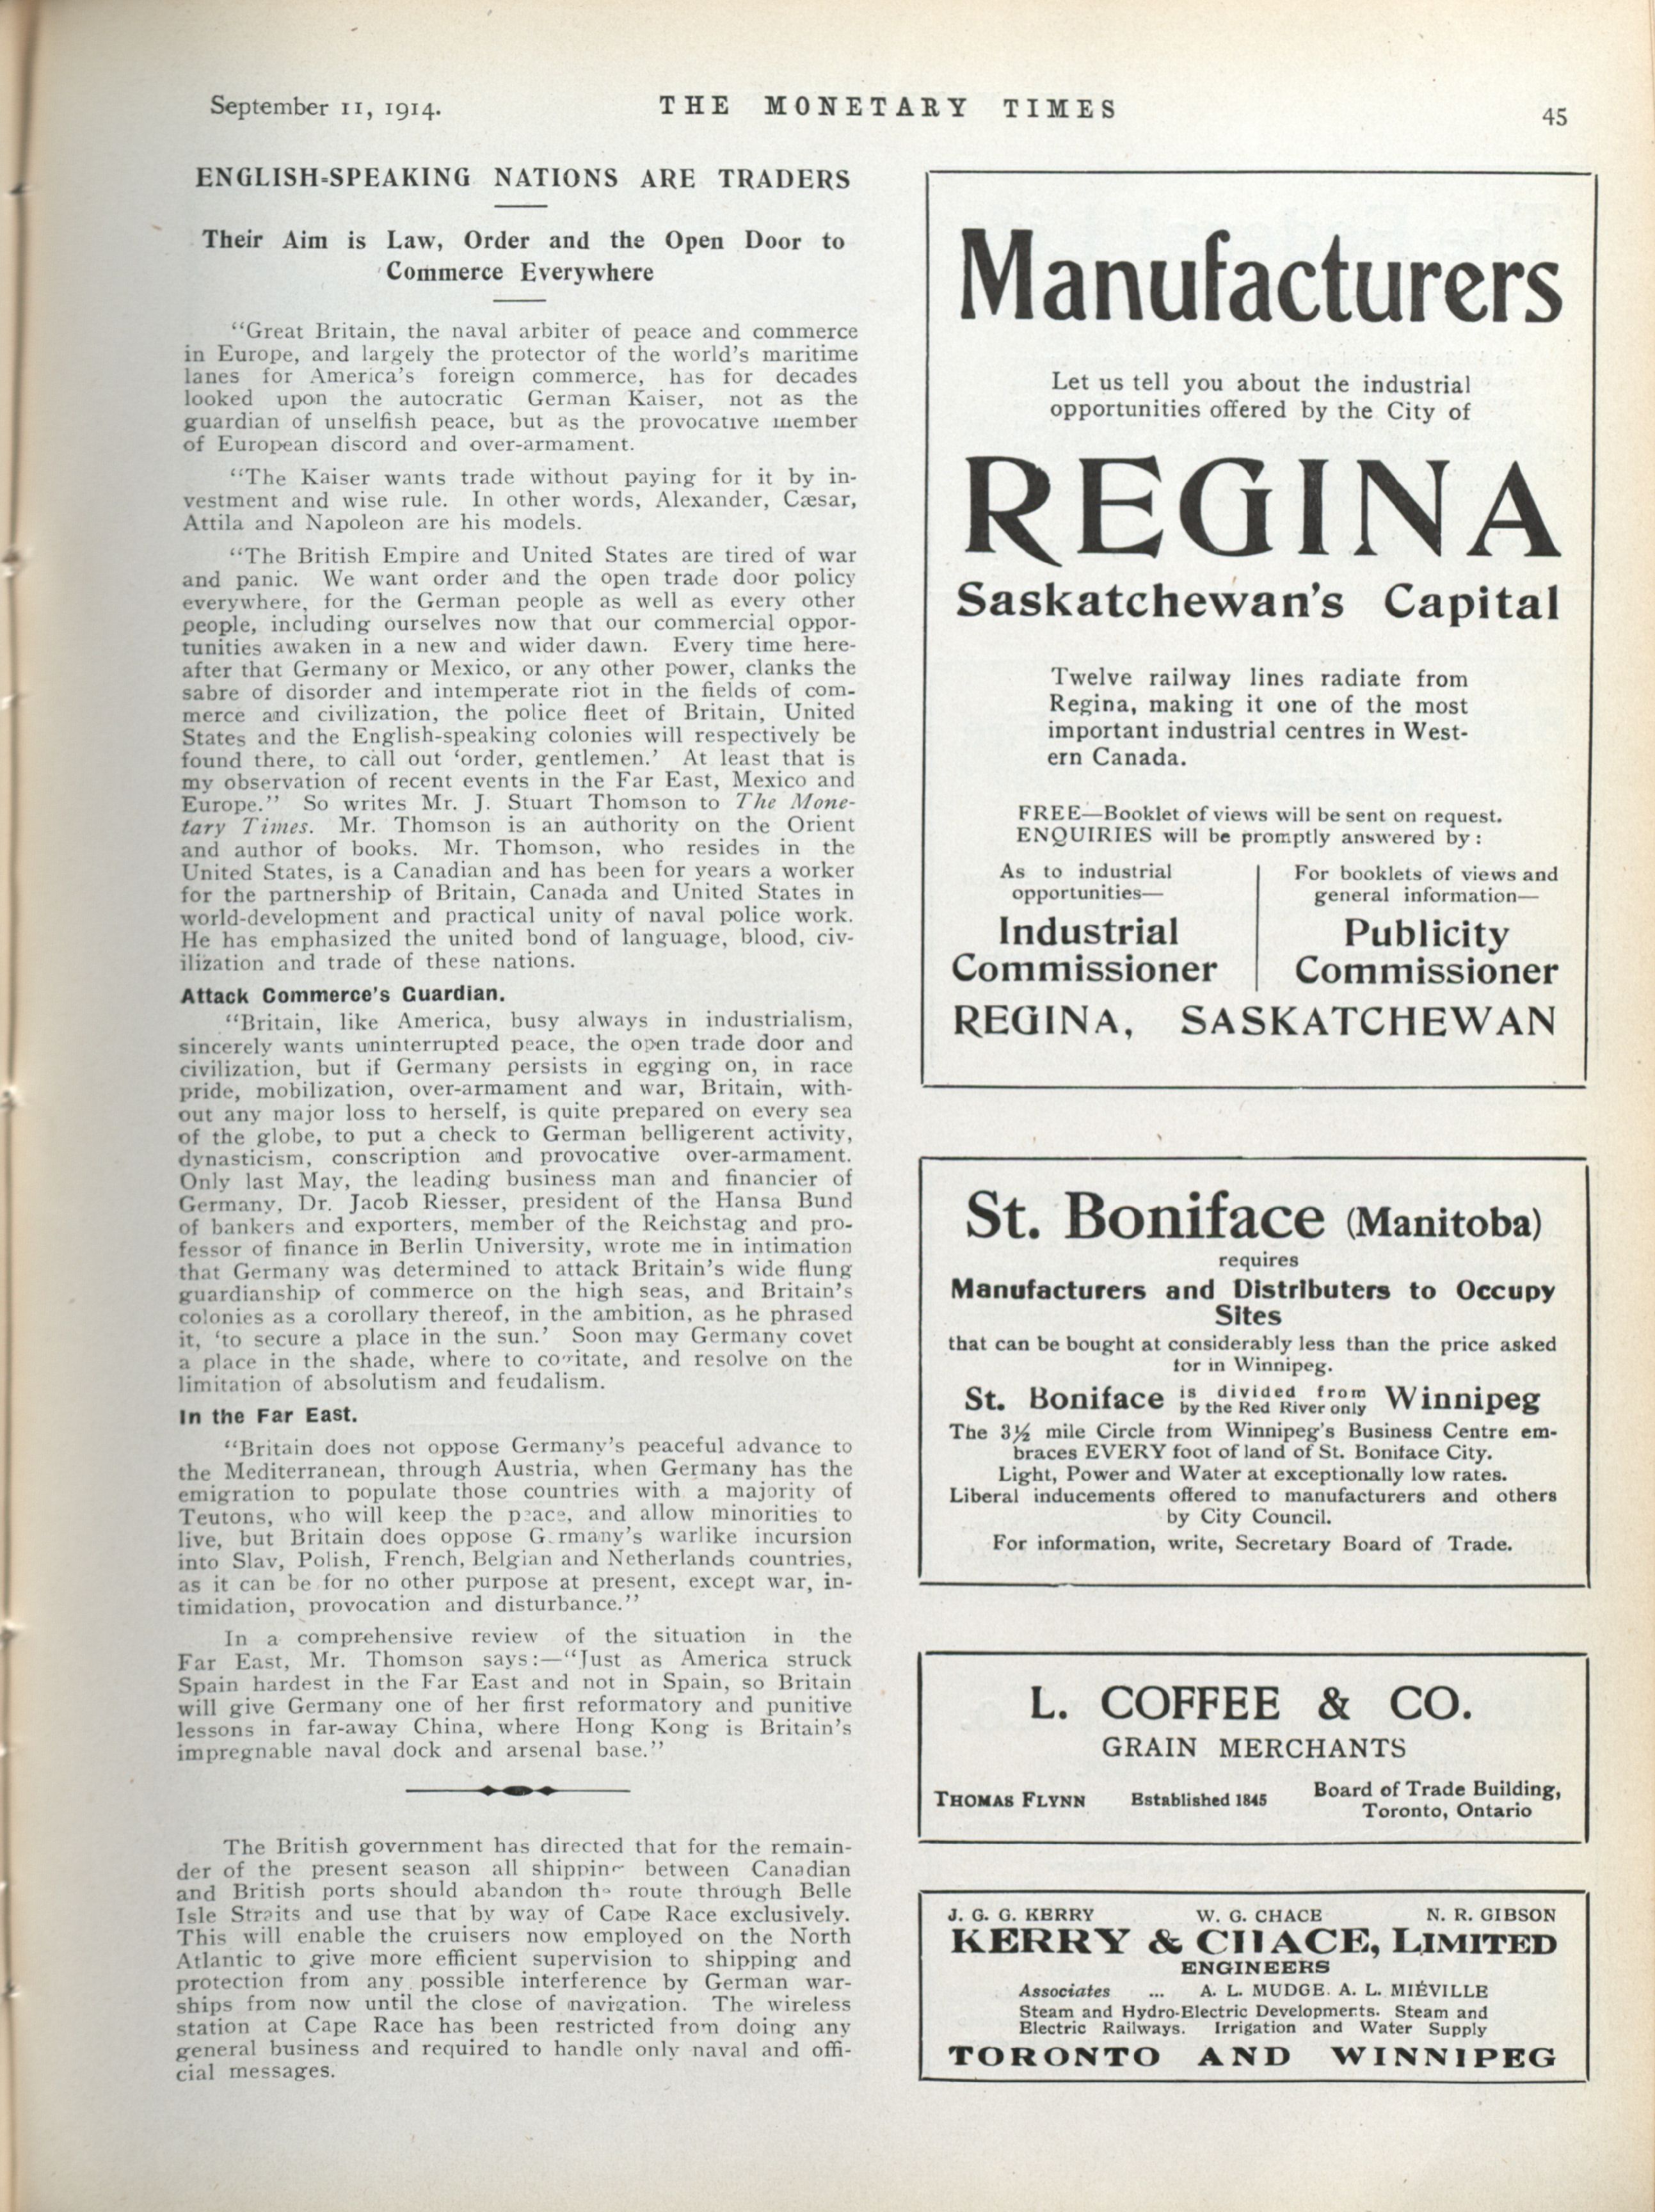 September 11, 1914.
THE MONETARY TIMES
45
ENGLISH-SPEAKING NATIONS ARE TRADERS
Their Aim is Law, Order and the Open Door to
Commerce Everywhere
"Great Britain, the naval arbiter of peace and commerce
in Europe, and largely the protector of the world's maritime
lanes for America's foreign commerce, has for decades
looked upon the autocratic German Kaiser, not as the
guardian of unselfish peace, but as the provocative member
of European discord and over-armament.
"The Kaiser wants trade without paying for it by in-
vestment and wise rule. In other words, Alexander, Cæsar,
Attila and Napoleon are his models.
"The British Empire and United States are tired of war
and panic. We want order and the open trade door policy
everywhere, for the German people as well as every other
people, including ourselves now that our commercial oppor-
tunities awaken in a new and wider dawn. Every time here-
after that Germany or Mexico, or any other power, clanks the
sabre of disorder and intemperate riot in the fields of com-
merce and civilization, the police fleet of Britain, United
States and the English-speaking colonies will respectively be
found there, to call out 'order, gentlemen.' At least that is
my observation of recent events in the Far East, Mexico and
Europe." So writes Mr. J. Stuart Thomson to The Mone-
tary Times. Mr. Thomson is an authority on the Orient
and author of books. Mr. Thomson, who resides in the
United States, is a Canadian and has been for years a worker
for the partnership of Britain, Canada and United States in
world-development and practical unity of naval police work.
He has emphasized the united bond of language, blood, civ-
ilization and trade of these nations.
Attack Commerce's Guardian.
"Britain, like America, busy always in industrialism,
sincerely wants uninterrupted peace, the open trade door and
civilization, but if Germany persists in egging on, in race
pride, mobilization, over-armament and war, Britain, with-
out any major loss to herself, is quite prepared on every sea
of the globe, to put a check to German belligerent activity,
dynasticism, conscription and provocative over-armament.
Only last May, the leading business man and financier of
Germany, Dr. Jacob Riesser, president of the Hansa Bund
of bankers and exporters, member of the Reichstag and pro-
fessor of finance in Berlin University, wrote me in intimation
that Germany was determined to attack Britain's wide flung
guardianship of commerce on the high seas, and Britain's
colonies as a corollary thereof, in the ambition, as he phrased
it, 'to secure a place in the sun.' Soon may Germany covet
a place in the shade, where to cogitate, and resolve on the
limitation of absolutism and feudalism.
In the Far East.
"Britain does not oppose Germany's peaceful advance to
the Mediterranean, through Austria, when Germany has the
emigration to populate those countries with a majority of
Teutons, who will keep the peace, and allow minorities to
live, but Britain does oppose Germany's warlike incursion
into Slav, Polish, French, Belgian and Netherlands countries,
as it can be for no other purpose at present, except war, in-
timidation, provocation and disturbance."
In a comprehensive review of the situation in the
Far East, Mr. Thomson says:—"Just as America struck
Spain hardest in the Far East and not in Spain, so Britain
will give Germany one of her first reformatory and punitive
lessons in far-away China, where Hong Kong is Britain's
impregnable naval dock and arsenal base."
The British government has directed that for the remain-
der of the present season all shipping between Canadian
and British ports should abandon the route through Belle
Isle Straits and use that by way of Cape Race exclusively.
This will enable the cruisers now employed on the North
Atlantic to give more efficient supervision to shipping and
protection from any possible interference by German war-
ships from now until the close of navigation. The wireless
station at Cape Race has been restricted from doing any
general business and required to handle only naval and offi-
cial messages.
Manufacturers
Let us tell you about the industrial
opportunities offered by the City of
REGINA
Saskatchewan's Capital
Twelve railway lines radiate from
Regina, making it one of the most
important industrial centres in West-
ern Canada.
FREE—Booklet of views will be sent on request.
ENQUIRIES will be promptly answered by:
As to industrial
opportunities—
Industrial
Commissioner
For booklets of views and
general information—
Publicity
Commissioner
REGINA, SASKATCHEWAN
St. Boniface (Manitoba)
requires
Manufacturers and Distributers to Occupy
Sites
that can be bought at considerably less than the price asked
for in Winnipeg.
St. Boniface is divided from by the Red River only Winnipeg
The 3½ mile Circle from Winnipeg's Business Centre em-
braces EVERY foot of land of St. Boniface City.
Light, Power and Water at exceptionally low rates.
Liberal inducements offered to manufacturers and others
by City Council.
For information, write, Secretary Board of Trade.
L. COFFEE & CO.
GRAIN MERCHANTS
THOMAS FLYNN Established 1845 Board of Trade Building,
Toronto, Ontario
J. G. G. KERRY W. G. CHACE N. R. GIBSON
KERRY & CHACE, LIMITED
ENGINEERS
Associates ... A. L. MUDGE. A. L. MIÉVILLE
Steam and Hydro-Electric Developments. Steam and
Electric Railways. Irrigation and Water Supply
TORONTO AND WINNIPEG